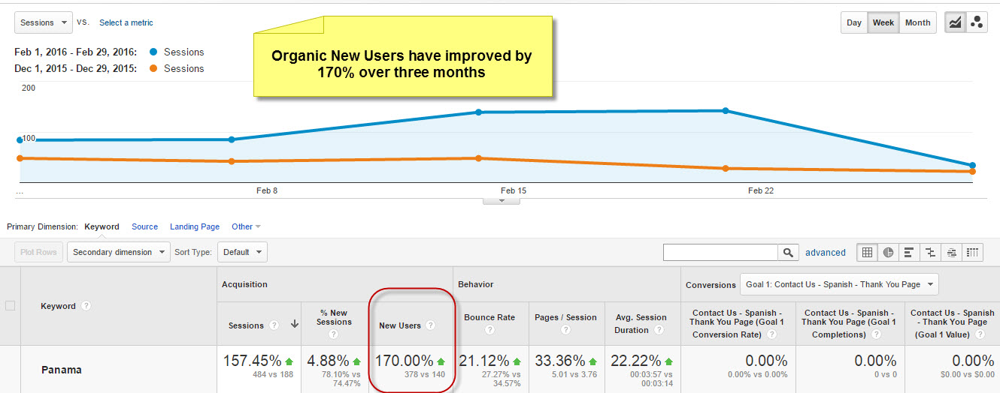 Sessions vs. Select a metric
Day Week Month
Organic New Users have improved by
170% over three months
Feb 1, 2016 - Feb 29, 2016: Sessions
Dec 1, 2015 - Dec 29, 2015: Sessions
200
100
... Feb 8 Feb 15 Feb 22
Primary Dimension: Keyword Source Landing Page Other
Plot Rows Secondary dimension Sort Type: Default advanced
Acquisition Behavior Conversions Goal 1: Contact Us - Spanish - Thank You Page
Keyword ?
Sessions ?
% New
Sessions
?
New Users ?
Bounce Rate
?
Pages / Session
?
Avg. Session
Duration ?
Contact Us - Spanish -
Thank You Page (Goal 1
Conversion Rate) ?
Contact Us - Spanish -
Thank You Page (Goal 1
Completions) ?
Contact Us - Spanish
- Thank You Page
(Goal 1 Value) ?
Panama
157.45%
484 vs 188
4.88%
78.10% vs
74.47%
170.00%
378 vs 140
21.12%
27.27% vs
34.57%
33.36%
5.01 vs 3.76
22.22%
00:03:57 vs
00:03:14
0.00%
0.00% vs 0.00%
0.00%
0 vs 0
0.00%
$0.00 vs $0.00